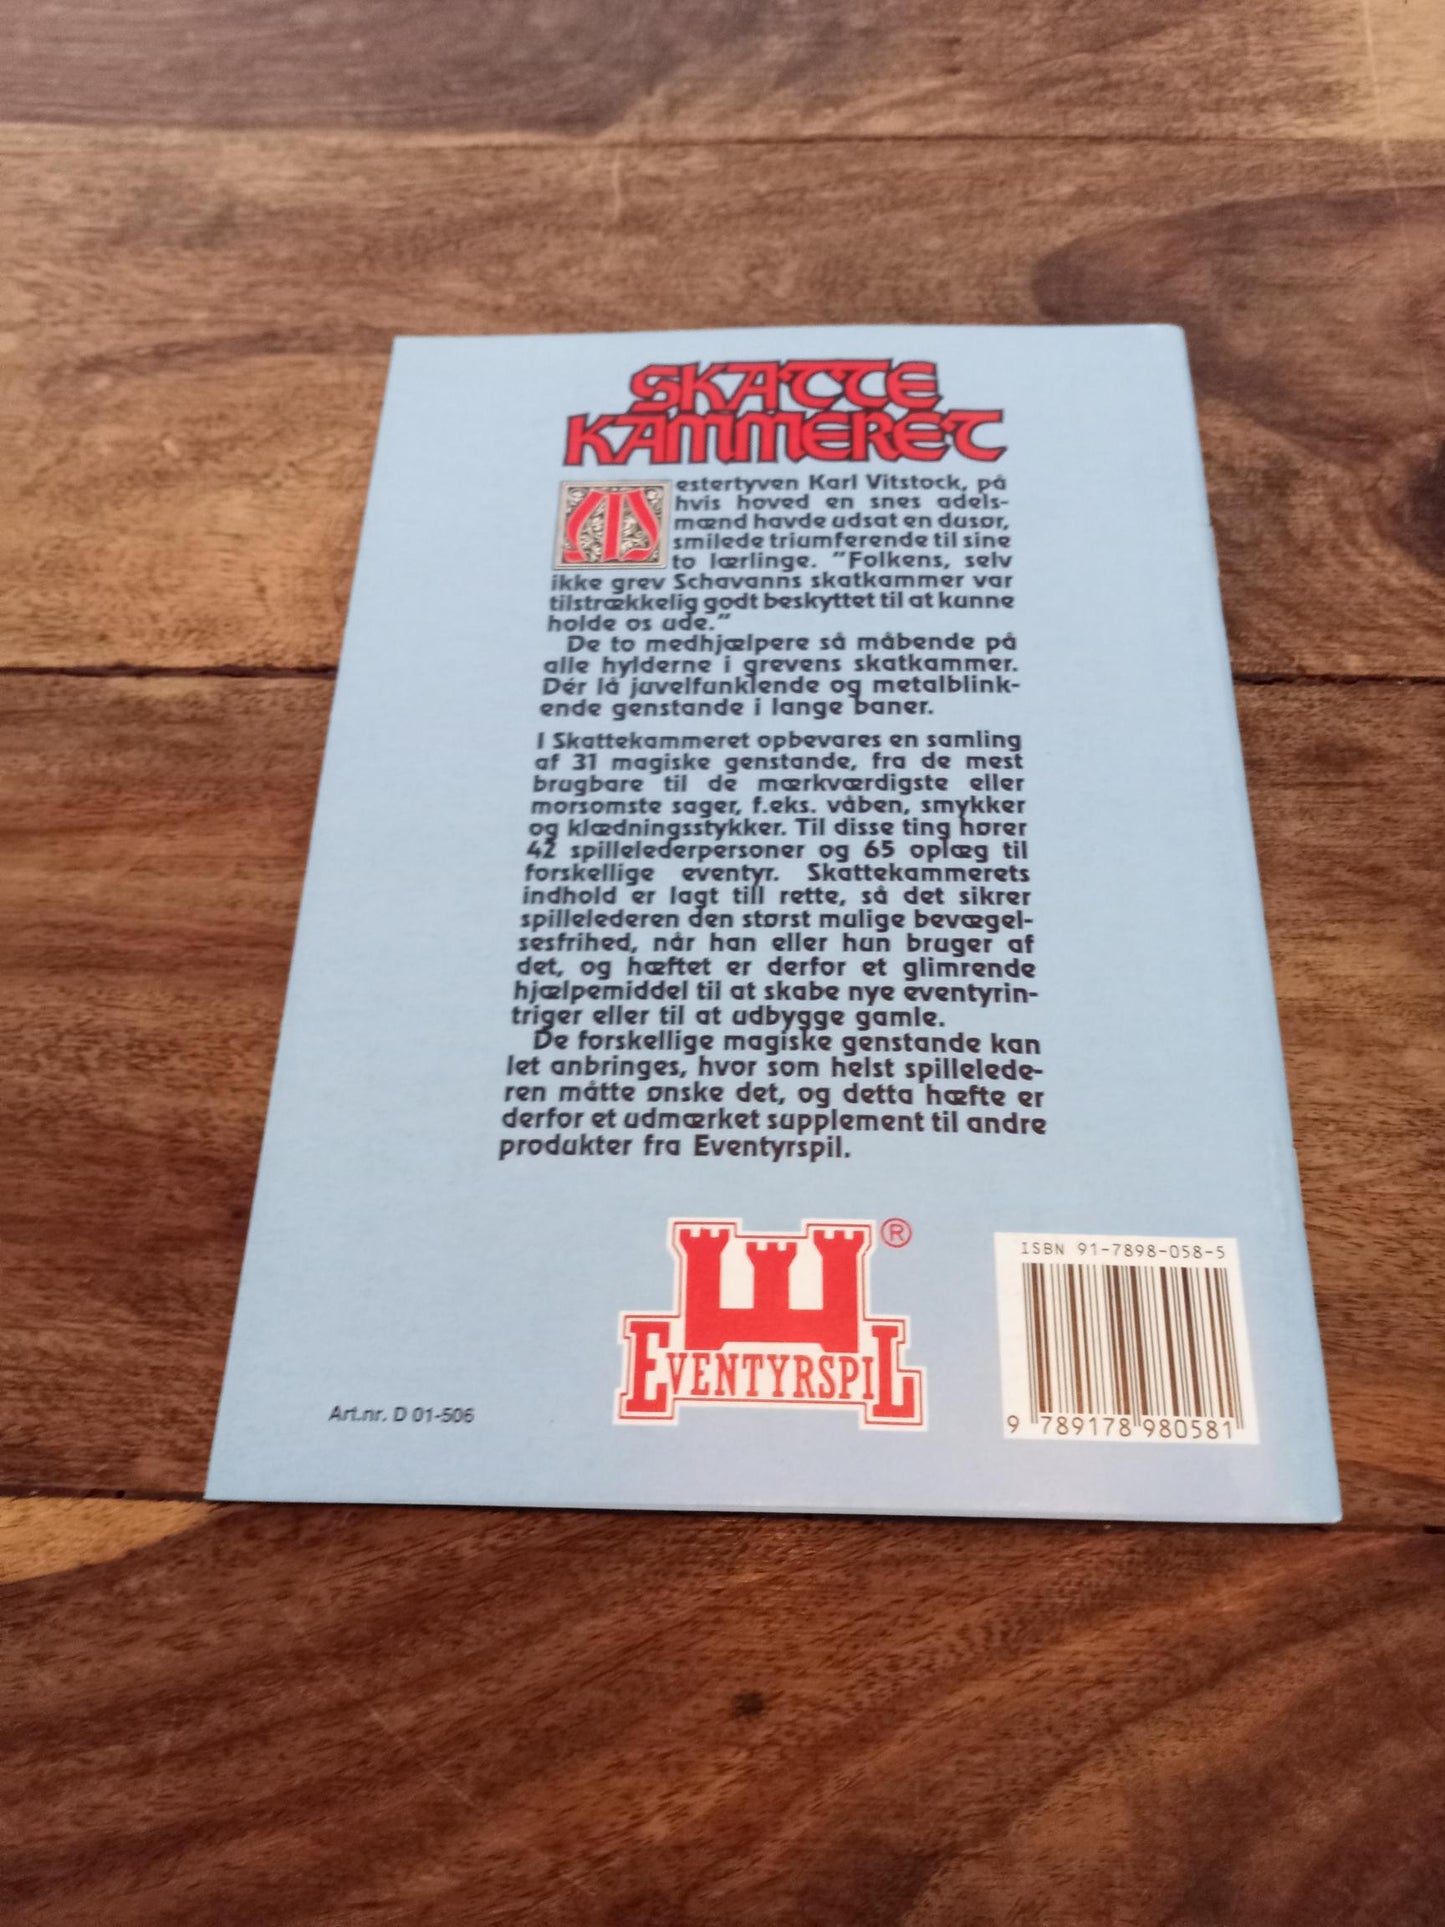 SKATTE
KAMMERET
Mestertyven Karl Vitstock, på
hvis hoved en snes adels-
mænd havde udsat en dusør,
smilede triumferende til sine
to lærlinge. "Folkens, selv
ikke grev Schavanns skatkammer var
tilstrækkelig godt beskyttet til at kunne
holde os ude."
De to medhjælpere så måbende på
alle hylderne i grevens skatkammer.
Dér lå juvelfunklende og metalblink-
ende genstande i lange baner.
I Skattekammeret opbevares en samling
af 31 magiske genstande, fra de mest
brugbare til de mærkværdigste eller
morsomste sager, f.eks. våben, smykker
og klædningsstykker. Til disse ting hører
42 spillelederpersoner og 65 oplæg til
forskellige eventyr. Skattekammerets
indhold er lagt till rette, så det sikrer
spillelederen den størst mulige bevægel-
sesfrihed, når han eller hun bruger af
det, og hæftet er derfor et glimrende
hjælpemiddel til at skabe nye eventyrin-
triger eller til at udbygge gamle.
De forskellige magiske genstande kan
let anbringes, hvor som helst spillelede-
ren måtte ønske det, og detta hæfte er
derfor et udmærket supplement til andre
produkter fra Eventyrspil.
®
EVENTYRSPIL
ISBN 91-7898-058-5
9 789178 980581
Art.nr. D 01-506